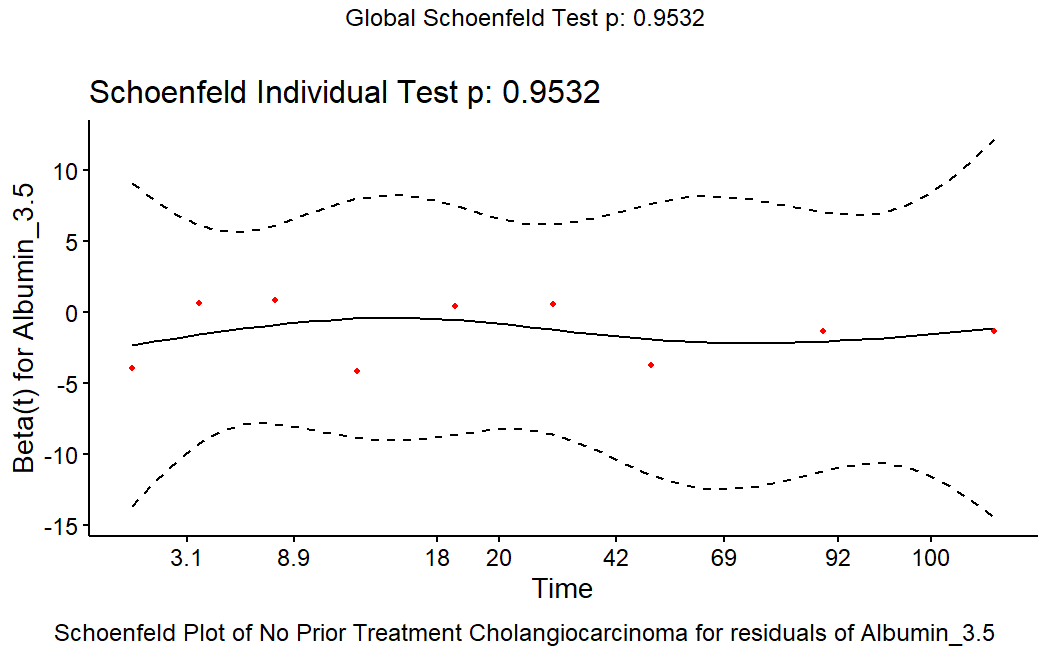 Global Schoenfeld Test p: 0.9532
Schoenfeld Individual Test p: 0.9532
Beta(t) for Albumin_3.5
10
5
0
-5
-10
-15
3.1 8.9 18 20 42 69 92 100
Time
Schoenfeld Plot of No Prior Treatment Cholangiocarcinoma for residuals of Albumin_3.5